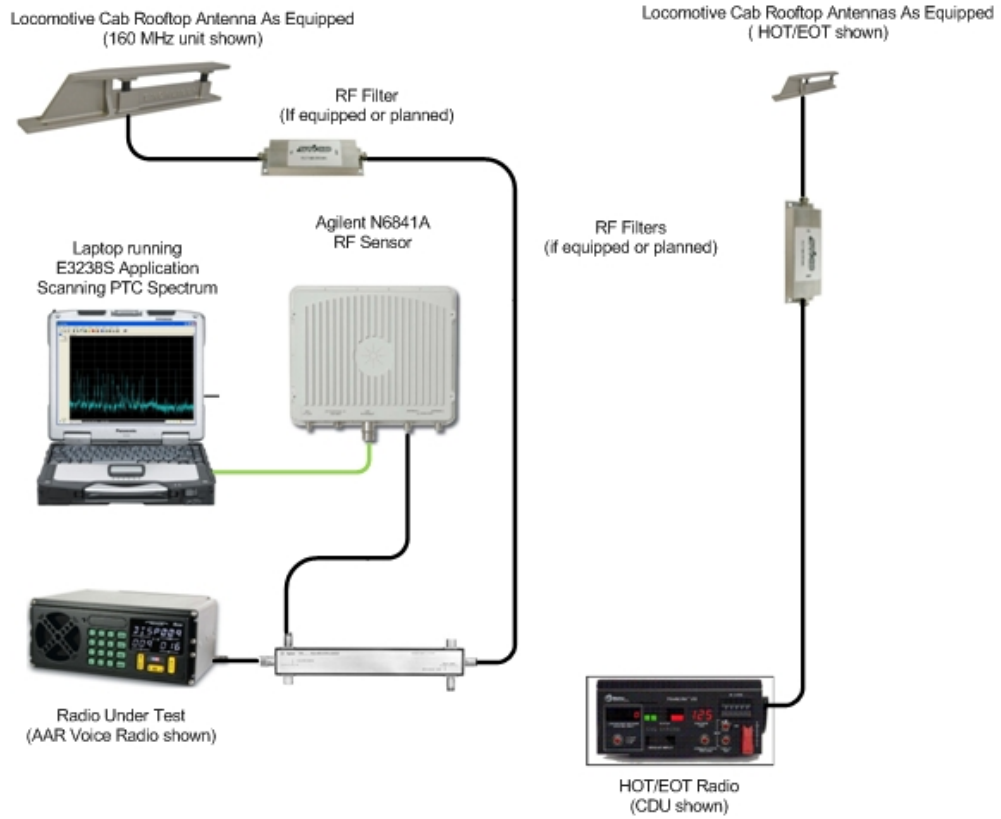 Locomotive Cab Rooftop Antenna As Equipped
(160 MHz unit shown)
Locomotive Cab Rooftop Antennas As Equipped
( HOT/EOT shown)
RF Filter
(If equipped or planned)
Agilent N6841A
RF Sensor
RF Filters
(if equipped or planned)
Laptop running
E3238S Application
Scanning PTC Spectrum
Panasonic
125
Radio Under Test
(AAR Voice Radio shown)
HOT/EOT Radio
(CDU shown)